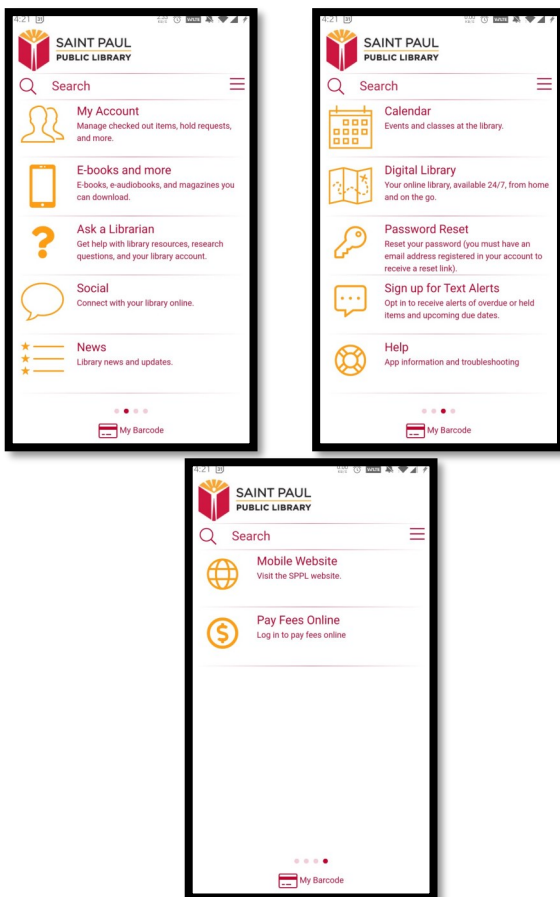 4:21
SAINT PAUL
PUBLIC LIBRARY
Search
My Account
Manage checked out items, hold requests,
and more.
E-books and more
E-books, e-audiobooks, and magazines you
can download.
Ask a Librarian
Get help with library resources, research
questions, and your library account.
Social
Connect with your library online.
News
Library news and updates.
My Barcode
4:21
SAINT PAUL
PUBLIC LIBRARY
Search
Calendar
Events and classes at the library.
Digital Library
Your online library, available 24/7, from home
and on the go.
Password Reset
Reset your password (you must have an
email address registered in your account to
receive a reset link).
Sign up for Text Alerts
Opt in to receive alerts of overdue or held
items and upcoming due dates.
Help
App information and troubleshooting
My Barcode
4:21
SAINT PAUL
PUBLIC LIBRARY
Search
Mobile Website
Visit the SPPL website.
Pay Fees Online
Log in to pay fees online
My Barcode